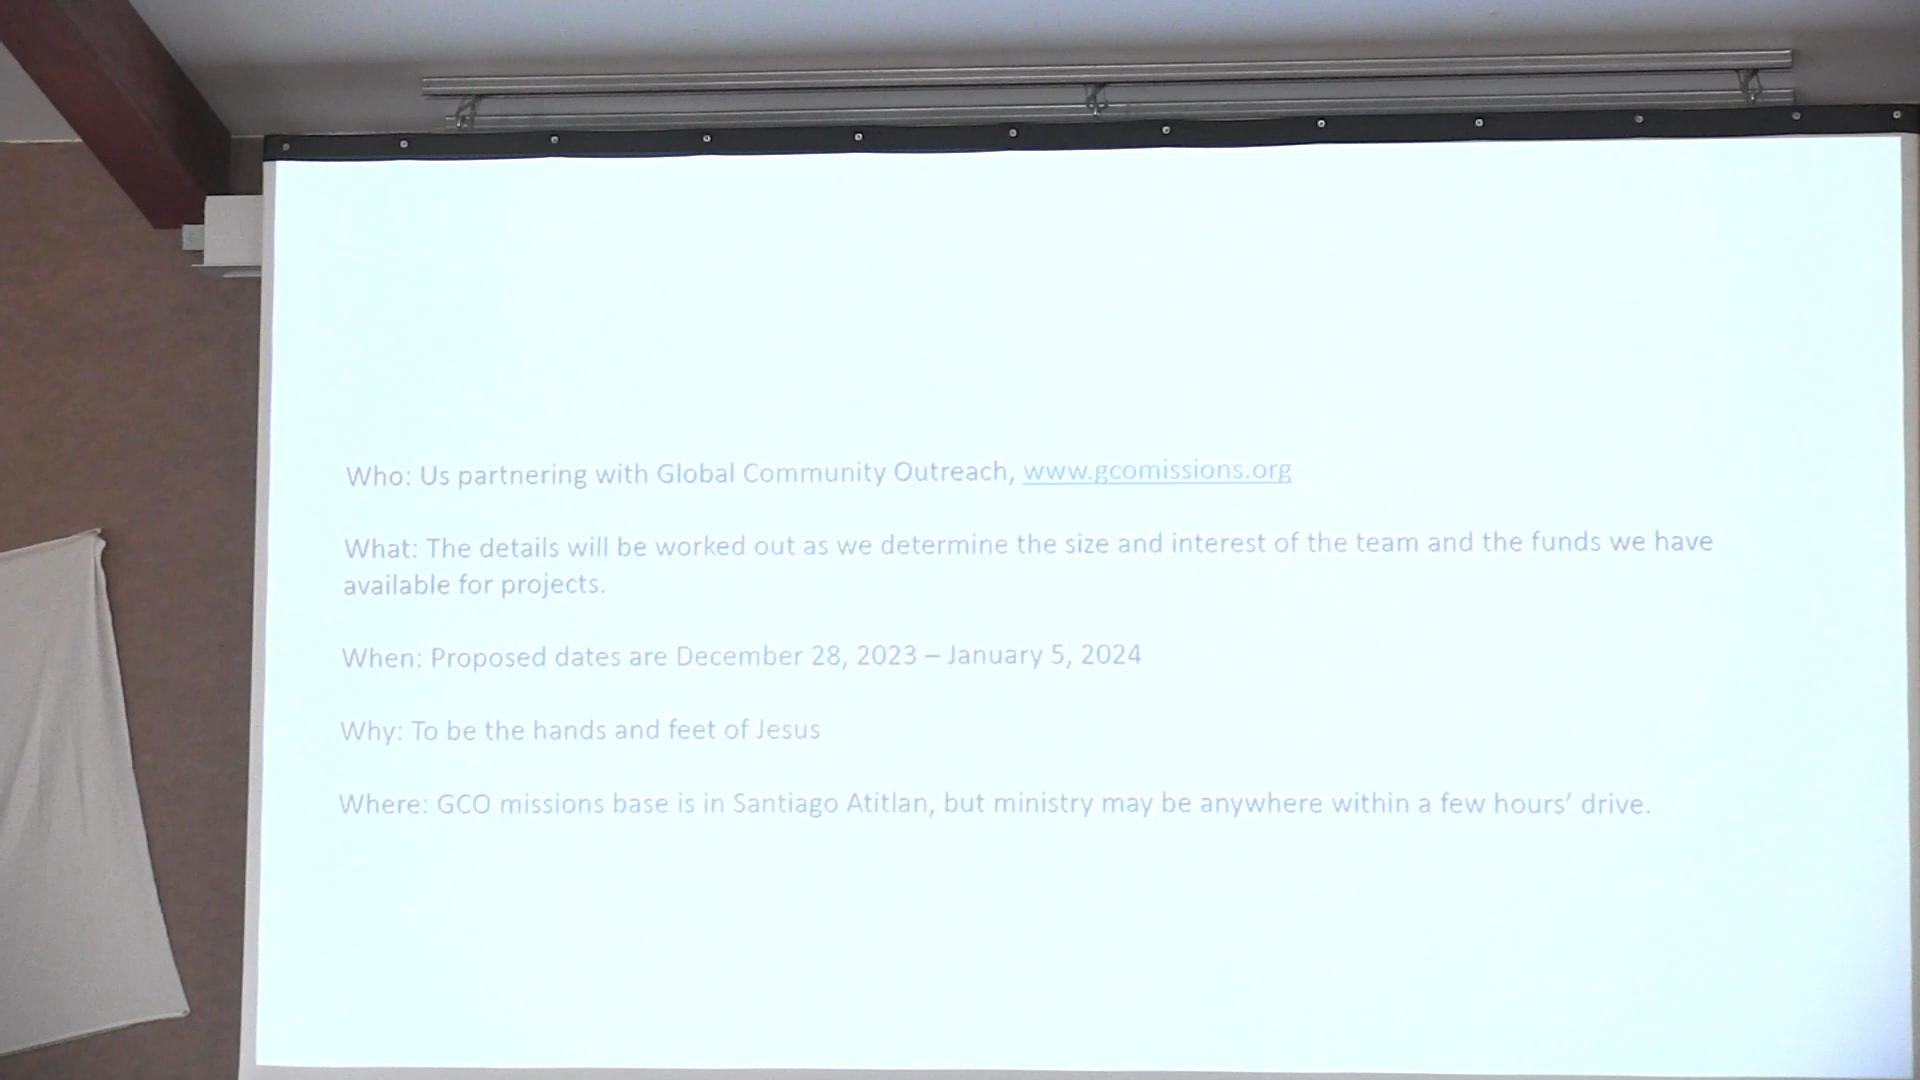 Who: Us partnering with Global Community Outreach, www.gcomissions.org
What: The details will be worked out as we determine the size and interest of the team and the funds we have
available for projects.
When: Proposed dates are December 28, 2023 – January 5, 2024
Why: To be the hands and feet of Jesus
Where: GCO missions base is in Santiago Atitlan, but ministry may be anywhere within a few hours’ drive.